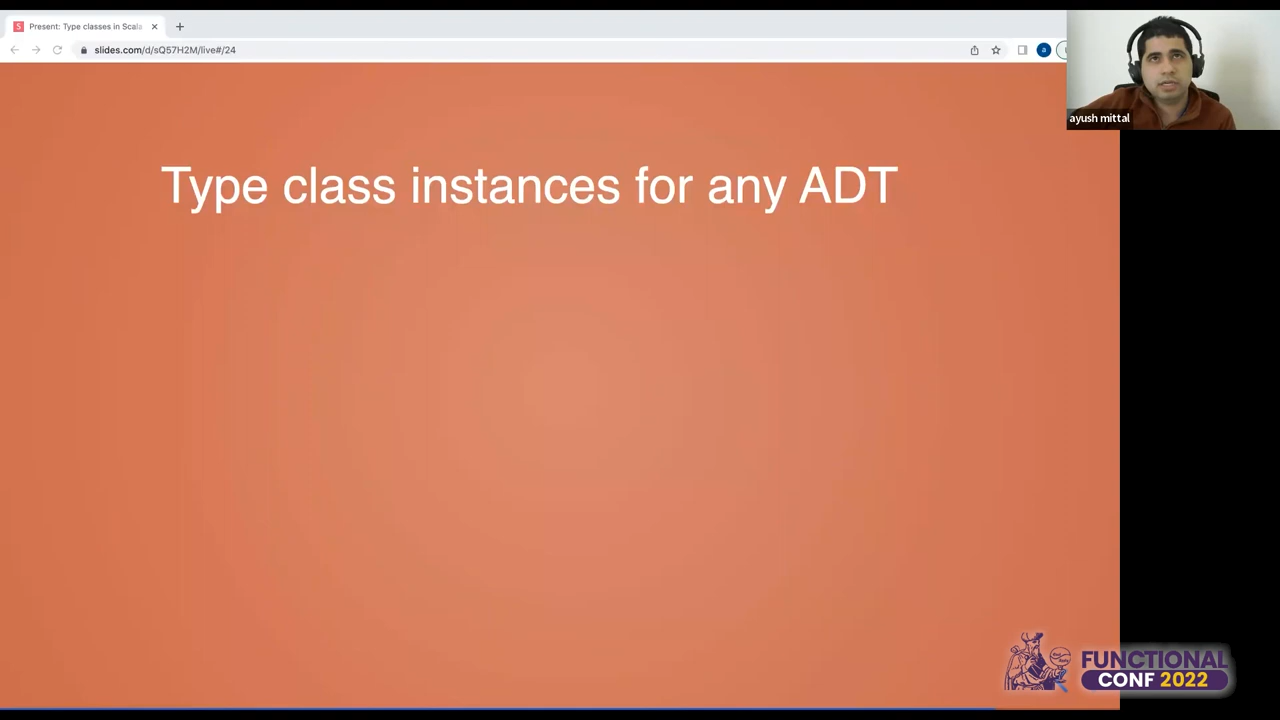 Present: Type classes in Scala
slides.com/d/sQ57H2M/live#/24
a
ayush mittal
Type class instances for any ADT
FUNCTIONAL
CONF 2022